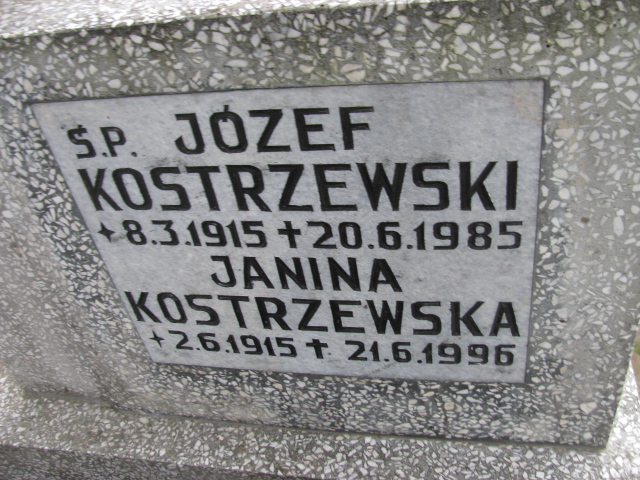 Ś.P. JÓZEF
KOSTRZEWSKI
+8.3.1915 ✝ 20.6.1985
JANINA
KOSTRZEWSKA
+2.6.1915 ✝ 21.6.1996